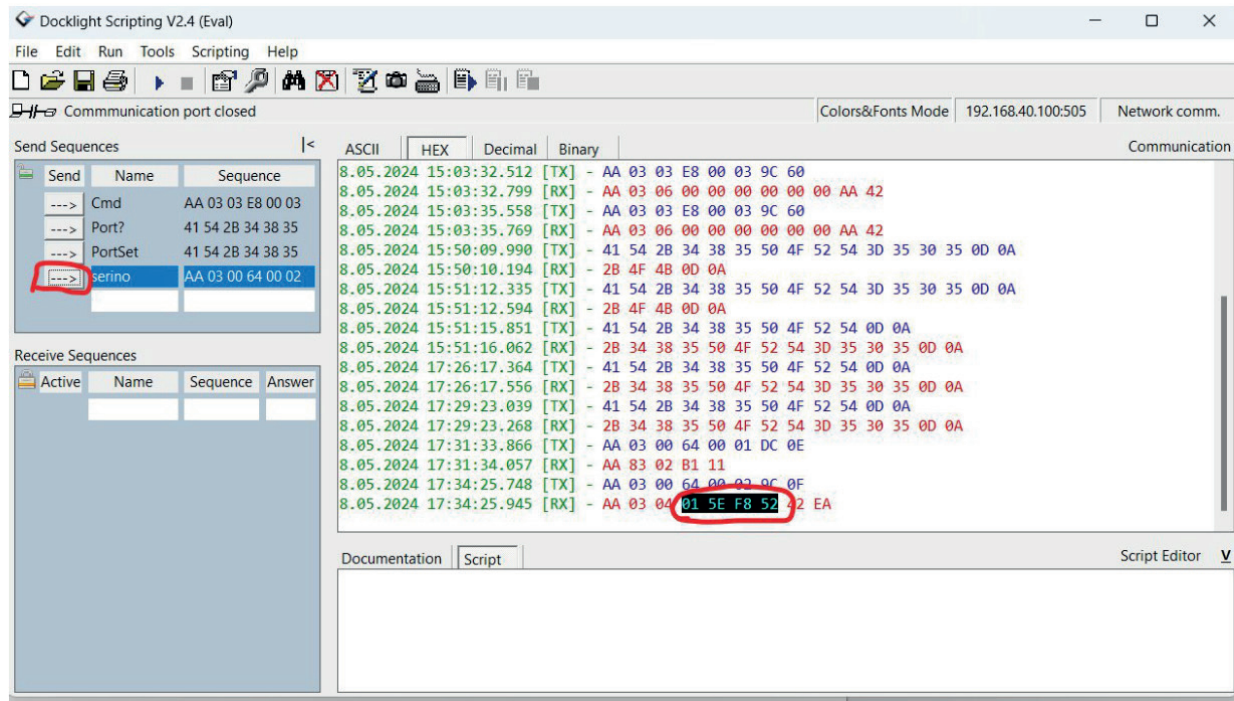 Docklight Scripting V2.4 (Eval)
File Edit Run Tools Scripting Help
Commmunication port closed Colors&Fonts Mode 192.168.40.100:505 Network comm.
Send Sequences |<
Send Name Sequence
---> Cmd AA 03 03 E8 00 03
---> Port? 41 54 2B 34 38 35
---> PortSet 41 54 2B 34 38 35
---> serino AA 03 00 64 00 02
Receive Sequences
Active Name Sequence Answer
ASCII HEX Decimal Binary Communication
8.05.2024 15:03:32.512 [TX] - AA 03 03 E8 00 03 9C 60
8.05.2024 15:03:32.799 [RX] - AA 03 06 00 00 00 00 00 00 AA 42
8.05.2024 15:03:35.558 [TX] - AA 03 03 E8 00 03 9C 60
8.05.2024 15:03:35.769 [RX] - AA 03 06 00 00 00 00 00 00 AA 42
8.05.2024 15:50:09.990 [TX] - 41 54 2B 34 38 35 50 4F 52 54 3D 35 30 35 0D 0A
8.05.2024 15:50:10.194 [RX] - 2B 4F 4B 0D 0A
8.05.2024 15:51:12.335 [TX] - 41 54 2B 34 38 35 50 4F 52 54 3D 35 30 35 0D 0A
8.05.2024 15:51:12.594 [RX] - 2B 4F 4B 0D 0A
8.05.2024 15:51:15.851 [TX] - 41 54 2B 34 38 35 50 4F 52 54 0D 0A
8.05.2024 15:51:16.062 [RX] - 2B 34 38 35 50 4F 52 54 3D 35 30 35 0D 0A
8.05.2024 17:26:17.364 [TX] - 41 54 2B 34 38 35 50 4F 52 54 0D 0A
8.05.2024 17:26:17.556 [RX] - 2B 34 38 35 50 4F 52 54 3D 35 30 35 0D 0A
8.05.2024 17:29:23.039 [TX] - 41 54 2B 34 38 35 50 4F 52 54 0D 0A
8.05.2024 17:29:23.268 [RX] - 2B 34 38 35 50 4F 52 54 3D 35 30 35 0D 0A
8.05.2024 17:31:33.866 [TX] - AA 03 00 64 00 01 DC 0E
8.05.2024 17:31:34.057 [RX] - AA 83 02 B1 11
8.05.2024 17:34:25.748 [TX] - AA 03 00 64 00 02 9C 0F
8.05.2024 17:34:25.945 [RX] - AA 03 04 01 5E F8 52 42 EA
Documentation Script Script Editor V